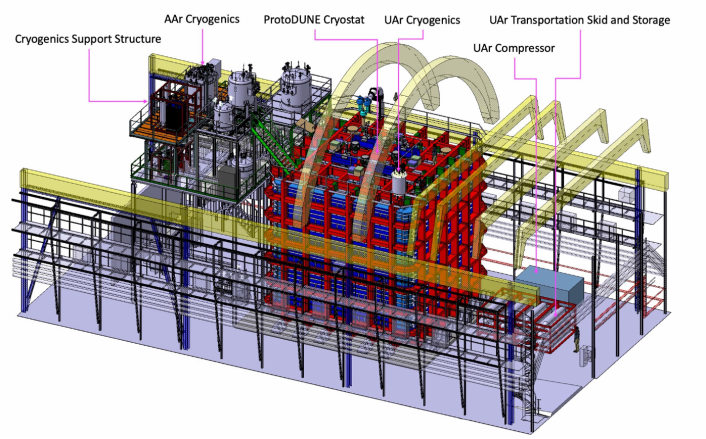 AAr Cryogenics
ProtoDUNE Cryostat
UAr Cryogenics
UAr Transportation Skid and Storage
Cryogenics Support Structure
UAr Compressor